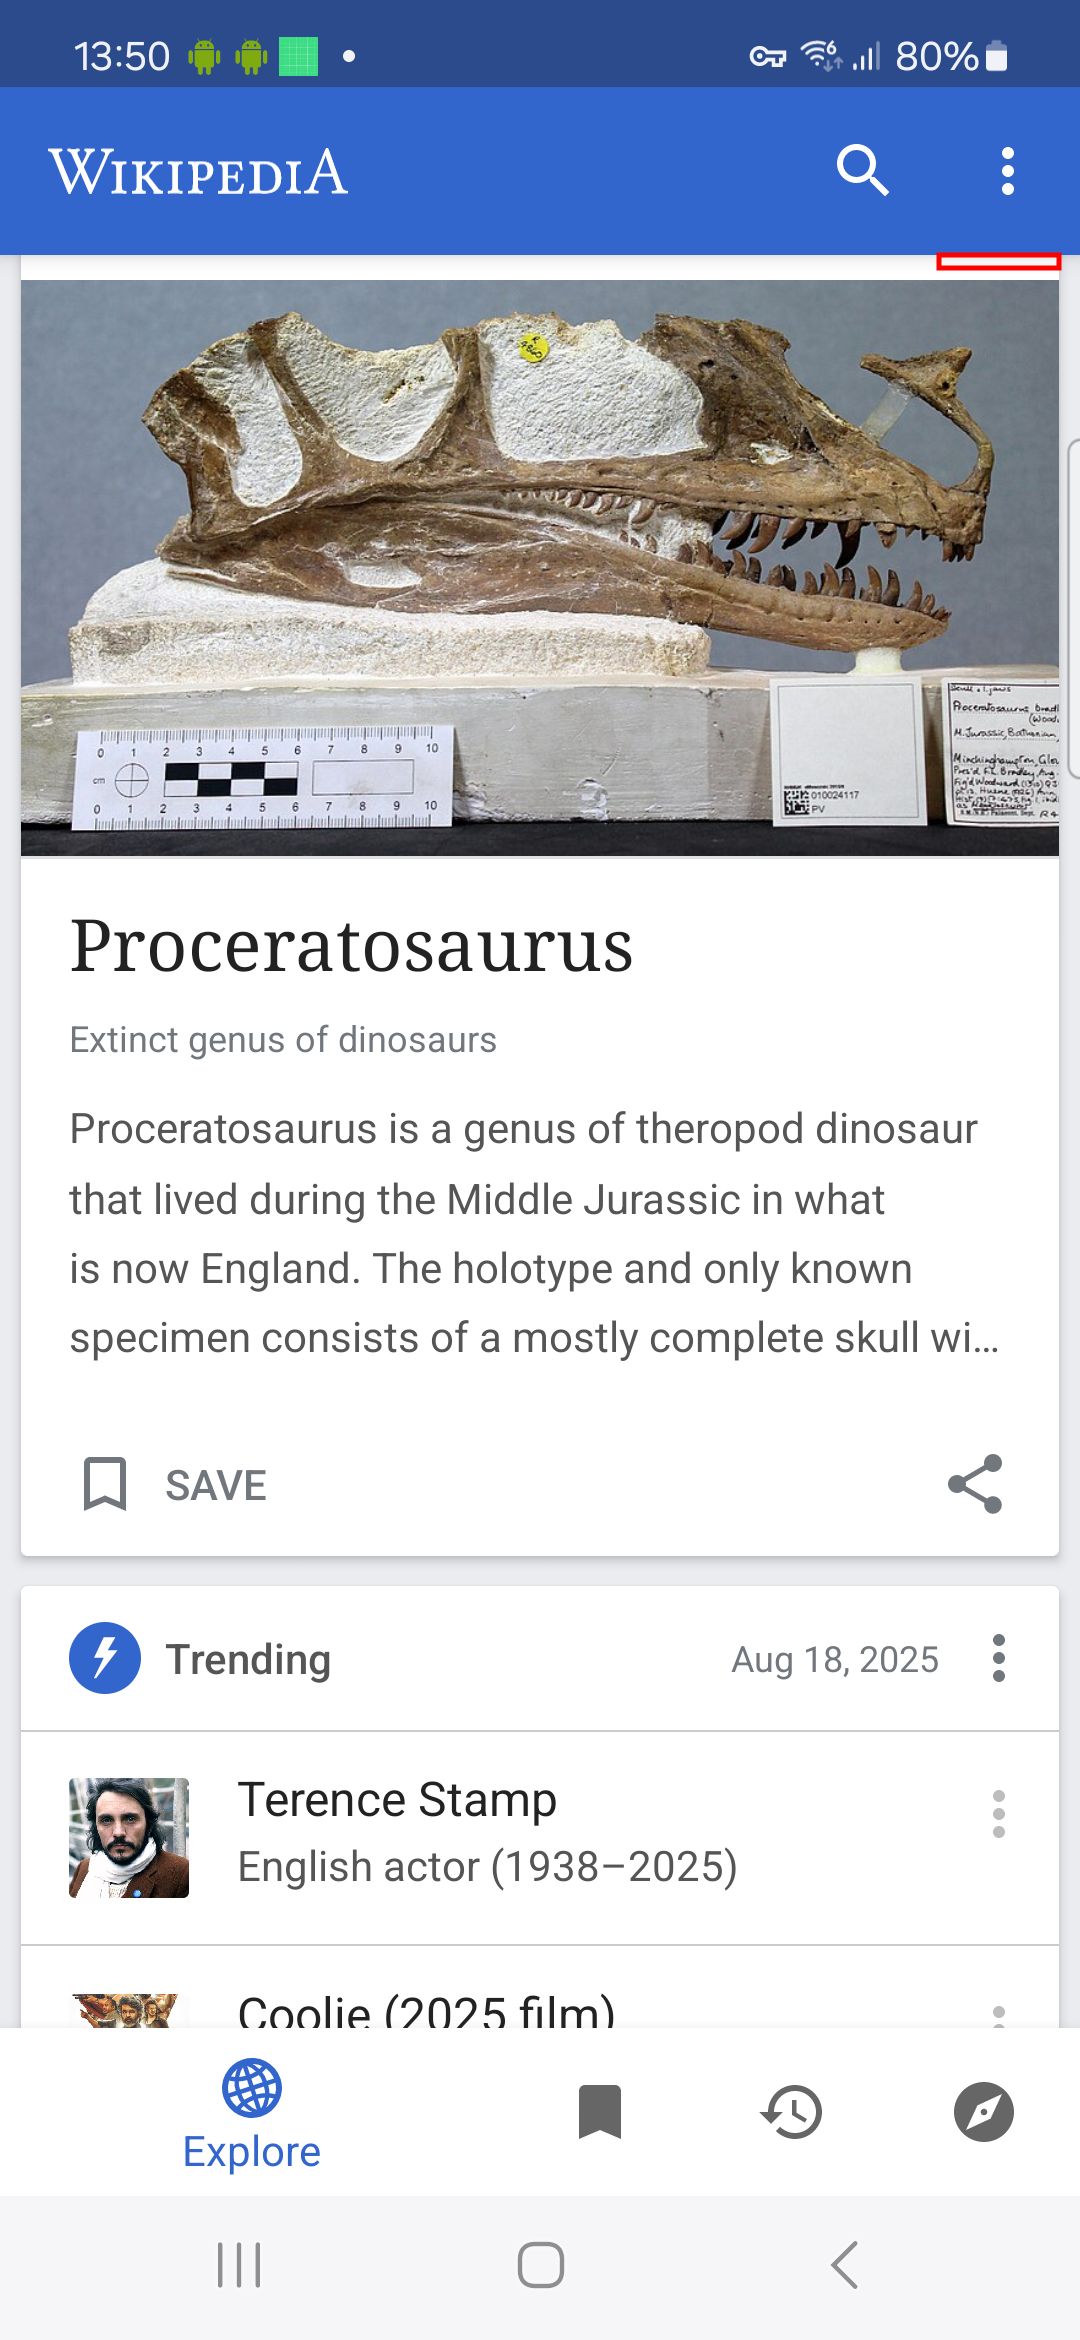 13:50
80%
WIKIPEDIA
Proceratosaurus
M. Jurassic, Bathonian,
cm
0 1 2 3 4 5 6 7 8 9 10
0 1 2 3 4 5 6 7 8 9 10
010024117
PV
Proceratosaurus
Extinct genus of dinosaurs
Proceratosaurus is a genus of theropod dinosaur
that lived during the Middle Jurassic in what
is now England. The holotype and only known
specimen consists of a mostly complete skull wi...
SAVE
Trending
Aug 18, 2025
Terence Stamp
English actor (1938–2025)
Coolie (2025 film)
Explore